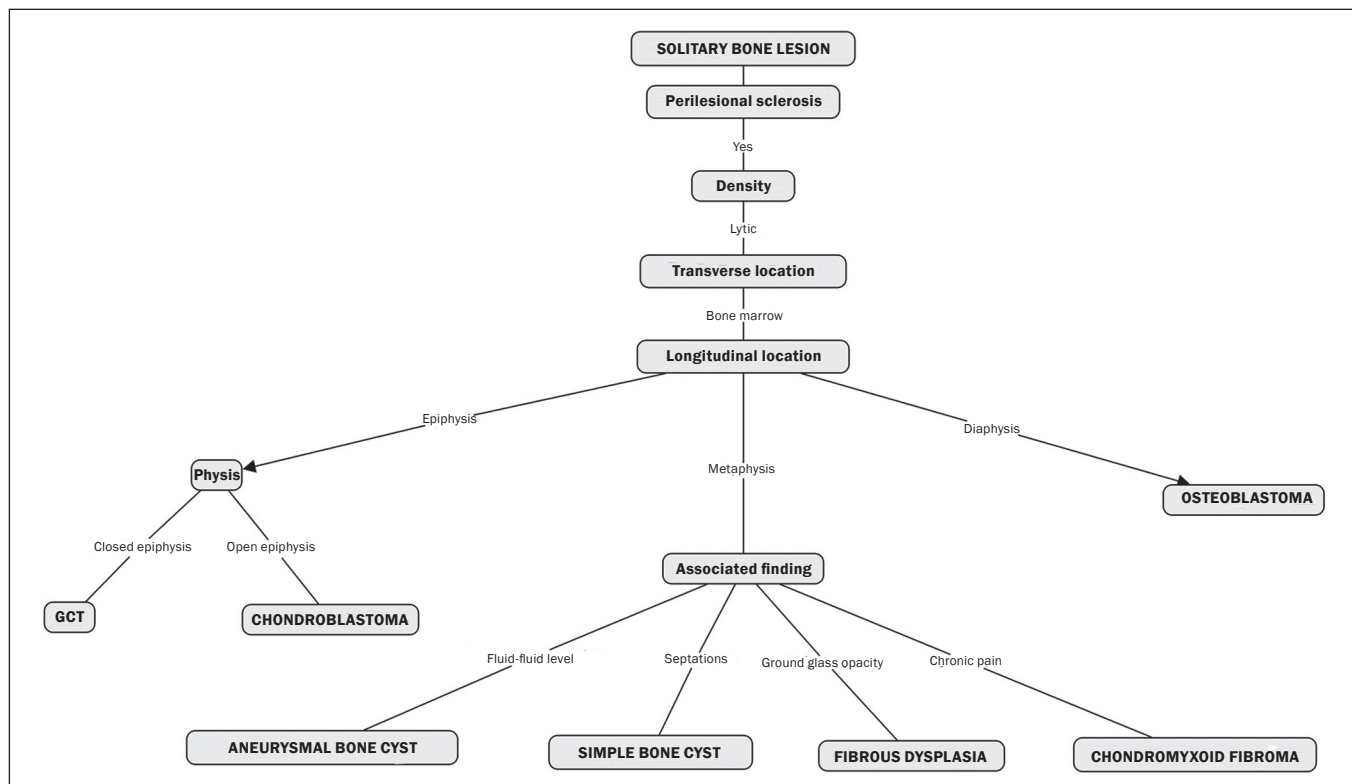 SOLITARY BONE LESION
Perilesional sclerosis
Yes
Density
Lytic
Transverse location
Bone marrow
Longitudinal location
Epiphysis
Metaphysis
Diaphysis
Physis
OSTEOBLASTOMA
Closed epiphysis
Open epiphysis
Associated finding
GCT
CHONDROBLASTOMA
Fluid-fluid level
Septations
Ground glass opacity
Chronic pain
ANEURYSMAL BONE CYST
SIMPLE BONE CYST
FIBROUS DYSPLASIA
CHONDROMYXOID FIBROMA